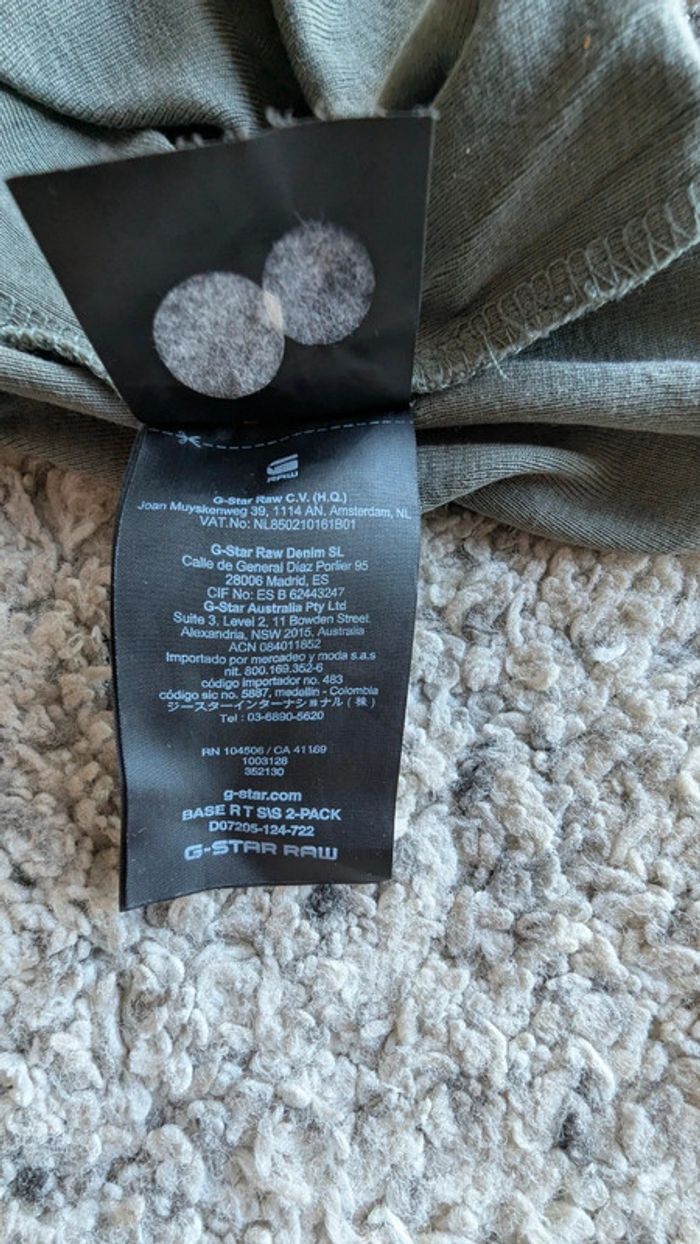 RAW
G-Star Raw C.V. (H.Q.)
Joan Muyskenweg 39, 1114 AN, Amsterdam, NL
VAT.No: NL850210161B01
G-Star Raw Denim SL
Calle de General Díaz Porlier 95
28006 Madrid, ES
CIF No: ES B 62443247
G-Star Australia Pty Ltd
Suite 3, Level 2, 11 Bowden Street
Alexandria, NSW 2015, Australia
ACN 084011852
Importado por mercadeo y moda s.a.s
nit. 800.169.352-6
código importador no. 483
código sic no. 5887, medellin - Colombia
ジースターインターナショナル(株)
Tel : 03-6890-5620
RN 104506 / CA 41169
1003128
352130
g-star.com
BASE R T S\S 2-PACK
D07205-124-722
G-STAR RAW